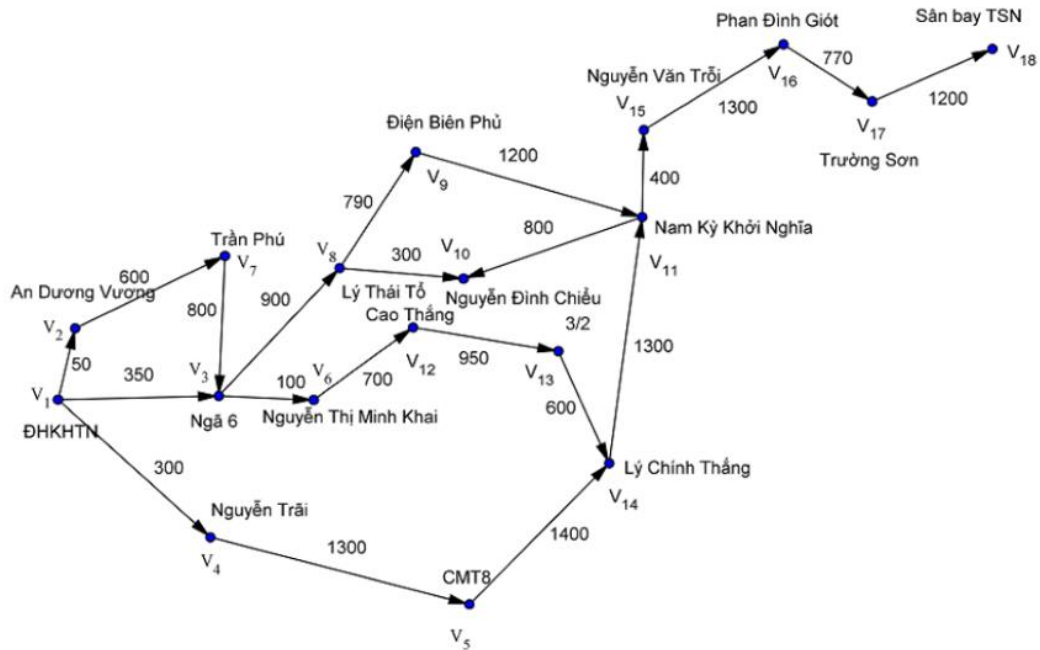 Phan Đình Giót
Sân bay TSN
V18
770
V16
Nguyễn Văn Trỗi
1300
1200
V15
V17
Trường Sơn
Điện Biên Phủ
1200
V9
400
790
800
Nam Kỳ Khởi Nghĩa
Trần Phú
V7
V8
300
V10
V11
600
An Dương Vương
900
Lý Thái Tổ
Nguyễn Đình Chiểu
800
Cao Thắng
3/2
V2
950
1300
50
350
V3
100
V6
700
V12
V13
V1
600
Ngã 6
Nguyễn Thị Minh Khai
ĐHKHTN
Lý Chính Thắng
300
V14
Nguyễn Trãi
1400
1300
V4
CMT8
V5